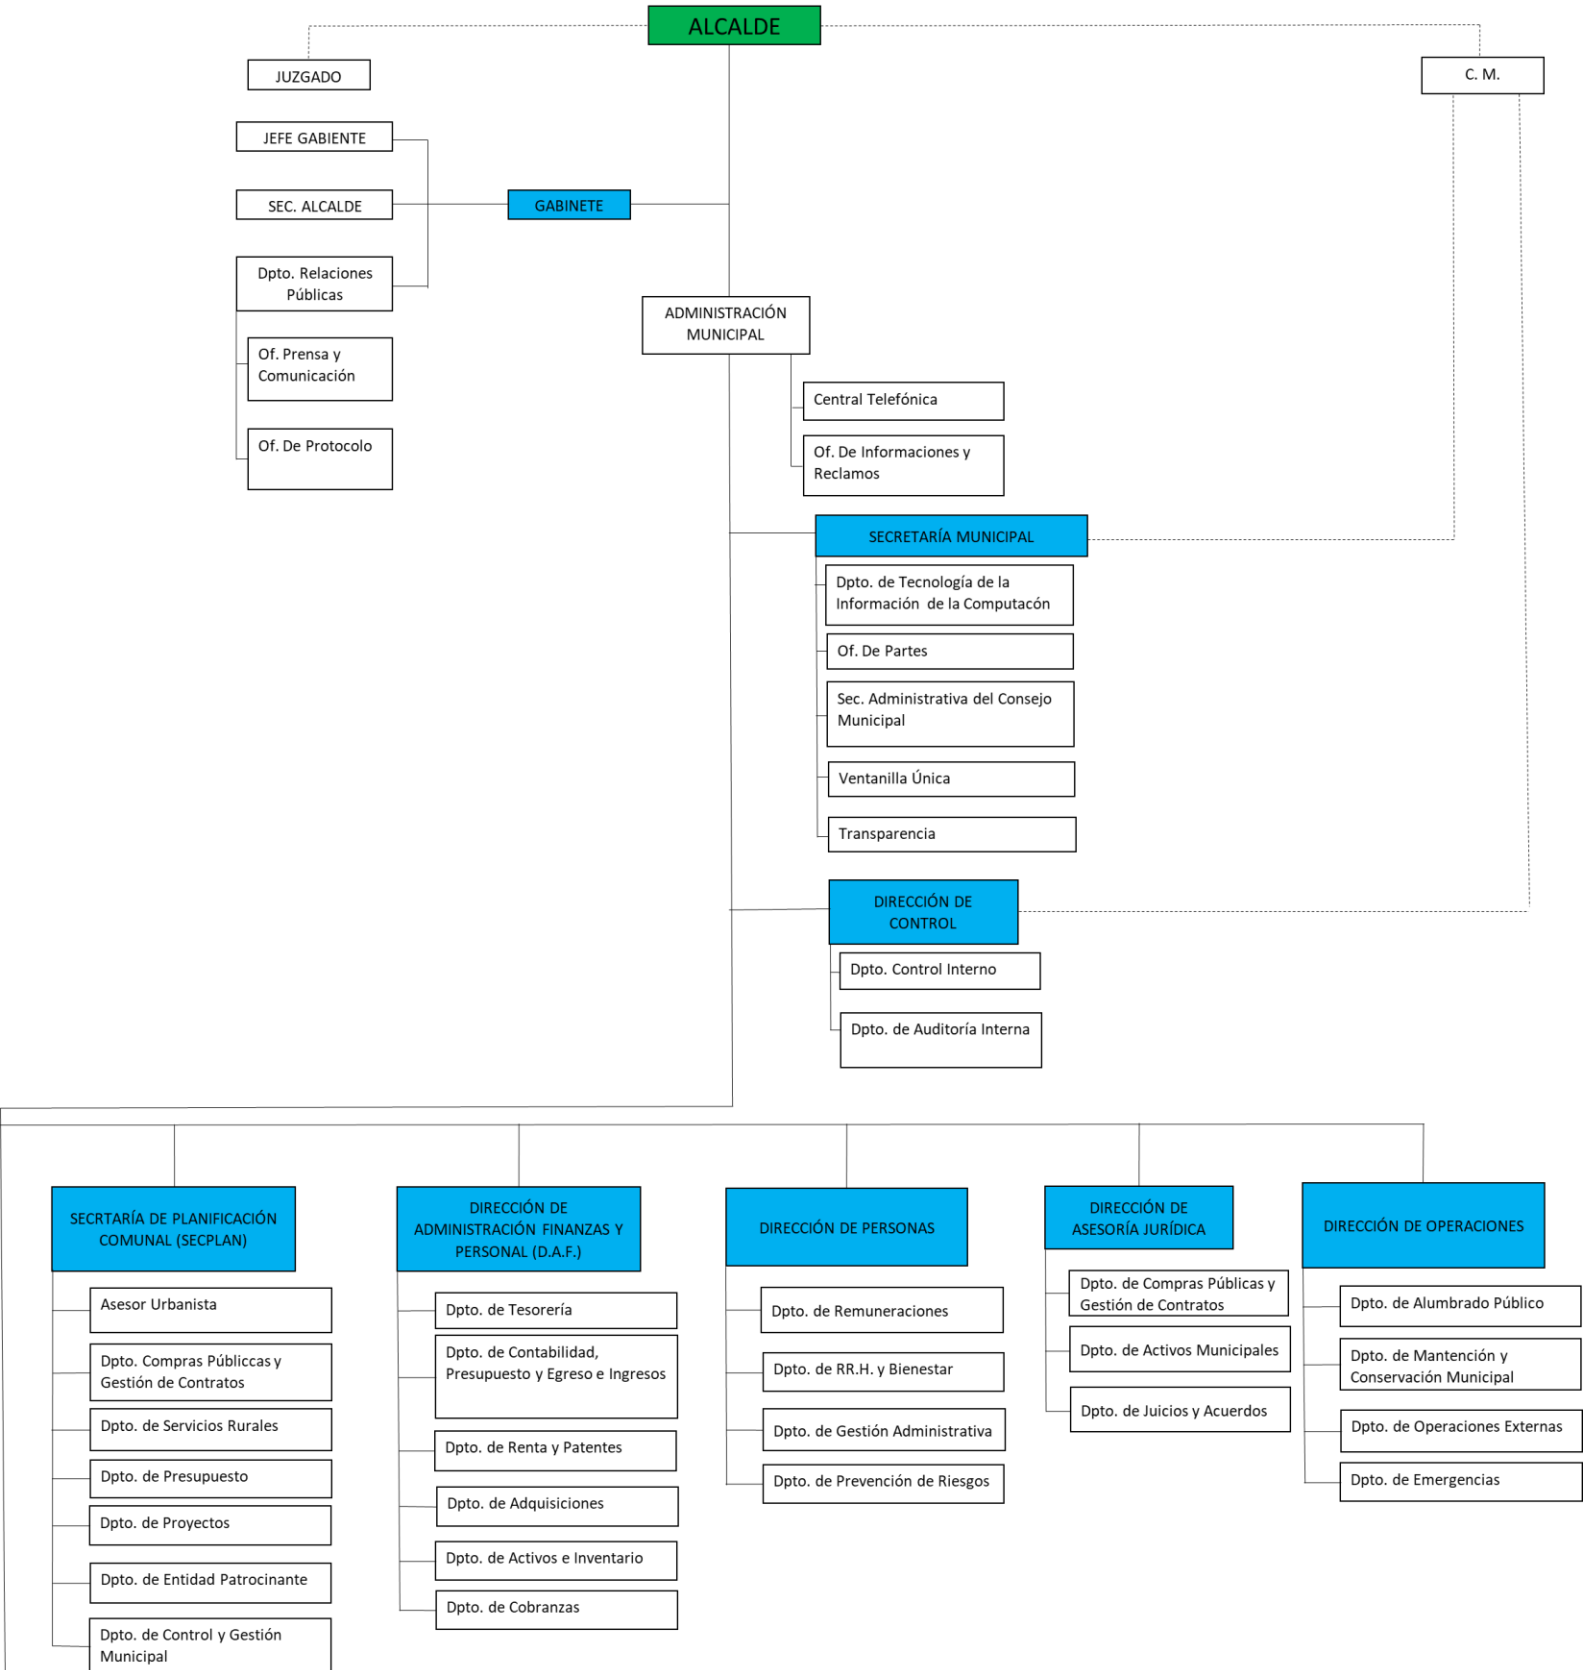 ALCALDE
JUZGADO
C. M.
JEFE GABIENTE
SEC. ALCALDE
GABINETE
Dpto. Relaciones
Públicas
ADMINISTRACIÓN
MUNICIPAL
Of. Prensa y
Comunicación
Of. De Protocolo
Central Telefónica
Of. De Informaciones y
Reclamos
SECRETARÍA MUNICIPAL
Dpto. de Tecnología de la
Información de la Computacón
Of. De Partes
Sec. Administrativa del Consejo
Municipal
Ventanilla Única
Transparencia
DIRECCIÓN DE
CONTROL
Dpto. Control Interno
Dpto. de Auditoría Interna
SECRTARÍA DE PLANIFICACIÓN
COMUNAL (SECPLAN)
Asesor Urbanista
Dpto. Compras Públiccas y
Gestión de Contratos
Dpto. de Servicios Rurales
Dpto. de Presupuesto
Dpto. de Proyectos
Dpto. de Entidad Patrocinante
Dpto. de Control y Gestión
Municipal
DIRECCIÓN DE
ADMINISTRACIÓN FINANZAS Y
PERSONAL (D.A.F.)
Dpto. de Tesorería
Dpto. de Contabilidad,
Presupuesto y Egreso e Ingresos
Dpto. de Renta y Patentes
Dpto. de Adquisiciones
Dpto. de Activos e Inventario
Dpto. de Cobranzas
DIRECCIÓN DE PERSONAS
Dpto. de Remuneraciones
Dpto. de RR.H. y Bienestar
Dpto. de Gestión Administrativa
Dpto. de Prevención de Riesgos
DIRECCIÓN DE
ASESORÍA JURÍDICA
Dpto. de Compras Públicas y
Gestión de Contratos
Dpto. de Activos Municipales
Dpto. de Juicios y Acuerdos
DIRECCIÓN DE OPERACIONES
Dpto. de Alumbrado Público
Dpto. de Mantención y
Conservación Municipal
Dpto. de Operaciones Externas
Dpto. de Emergencias